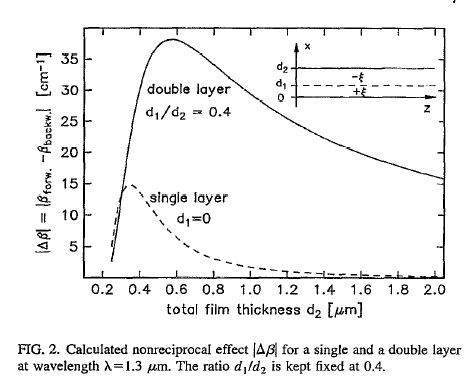 |Δβ| = |βforw. -βbackw.| [cm⁻¹]
35
30
25
20
15
10
5
double layer
d₁/d₂ = 0.4
single layer
d₁=0
x
d₂
-ξ
d₁
+ξ
0
z
0.2 0.4 0.6 0.8 1.0 1.2 1.4 1.6 1.8 2.0
total film thickness d₂ [μm]
FIG. 2. Calculated nonreciprocal effect |Δβ| for a single and a double layer
at wavelength λ=1.3 μm. The ratio d₁/d₂ is kept fixed at 0.4.